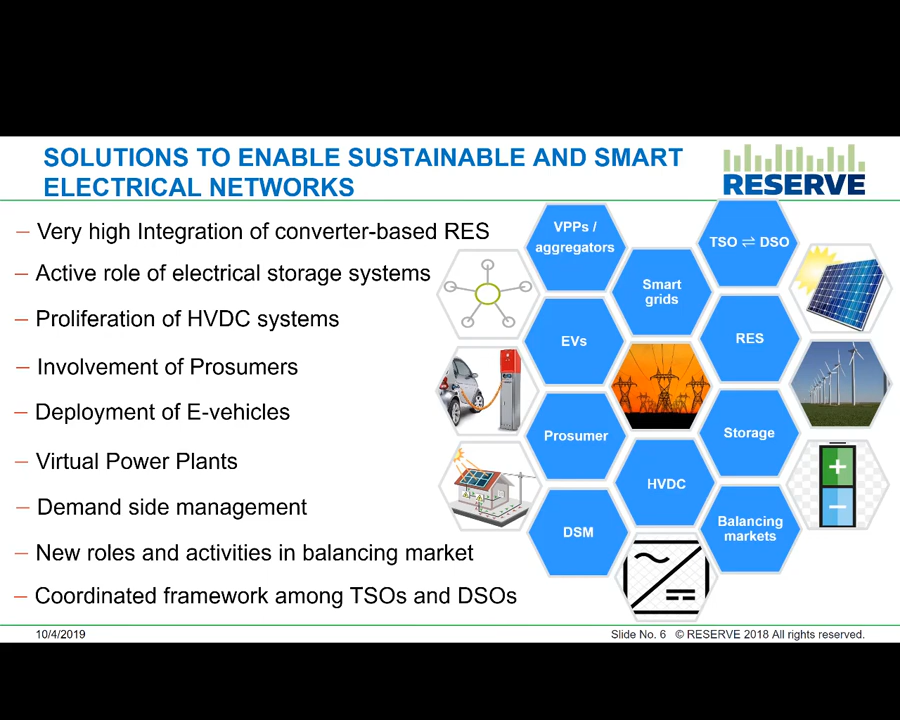 SOLUTIONS TO ENABLE SUSTAINABLE AND SMART
ELECTRICAL NETWORKS
RESERVE
– Very high Integration of converter-based RES
– Active role of electrical storage systems
– Proliferation of HVDC systems
– Involvement of Prosumers
– Deployment of E-vehicles
– Virtual Power Plants
– Demand side management
– New roles and activities in balancing market
– Coordinated framework among TSOs and DSOs
VPPs /
aggregators
TSO ⇌ DSO
Smart
grids
EVs
RES
Prosumer
Storage
HVDC
DSM
Balancing
markets
10/4/2019
Slide No. 6 © RESERVE 2018 All rights reserved.